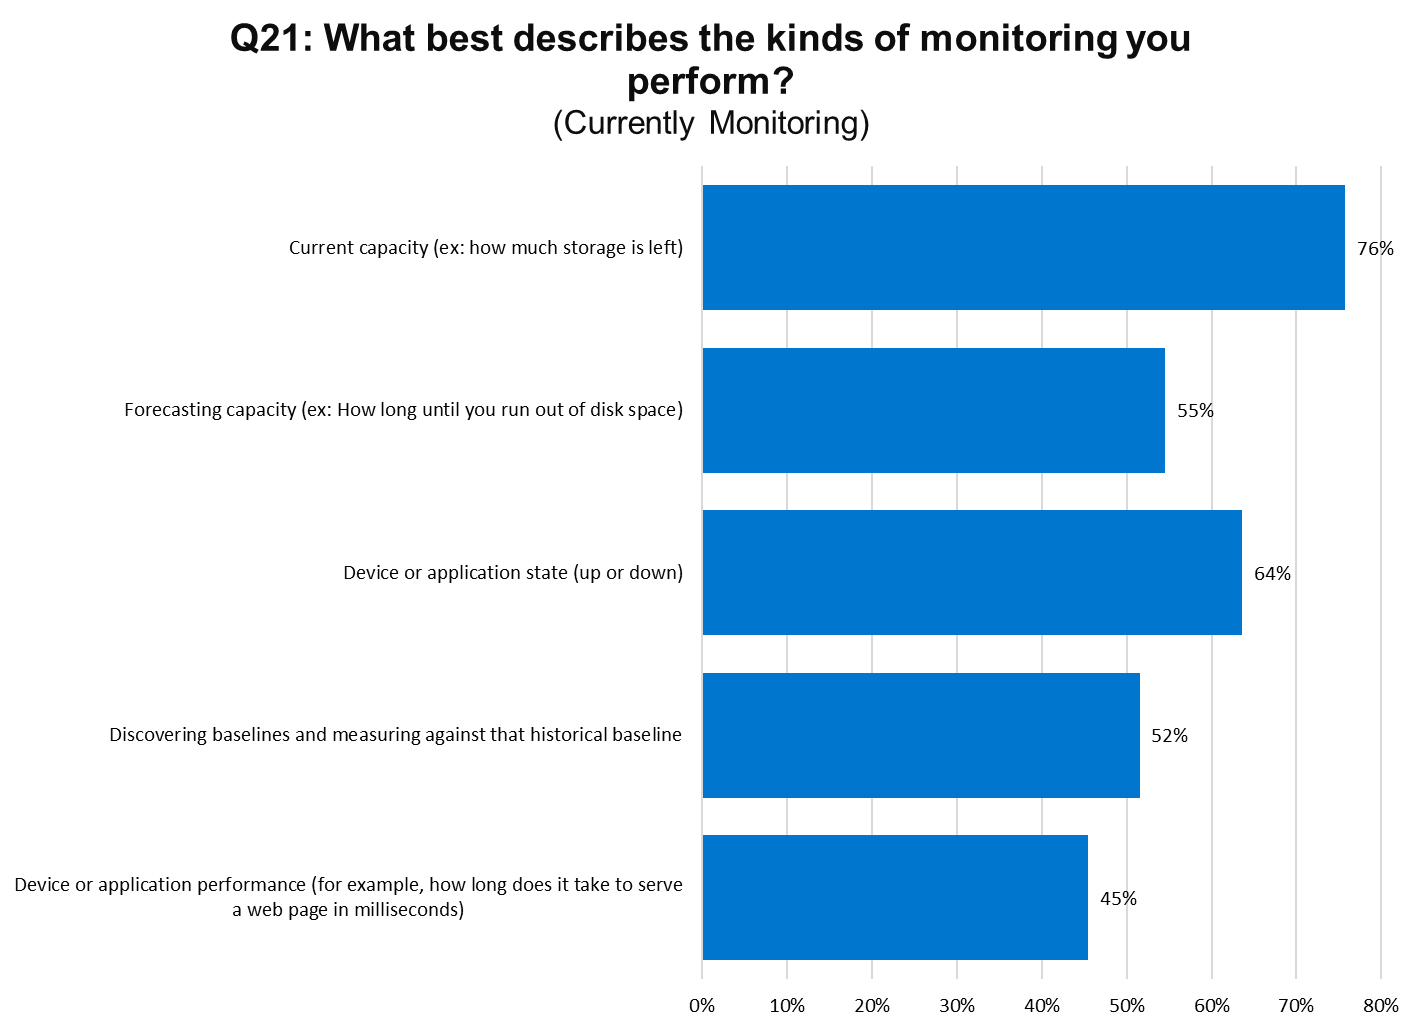 Q21: What best describes the kinds of monitoring you
perform?
(Currently Monitoring)
Current capacity (ex: how much storage is left)
76%
Forecasting capacity (ex: How long until you run out of disk space)
55%
Device or application state (up or down)
64%
Discovering baselines and measuring against that historical baseline
52%
Device or application performance (for example, how long does it take to serve
a web page in milliseconds)
45%
0% 10% 20% 30% 40% 50% 60% 70% 80%